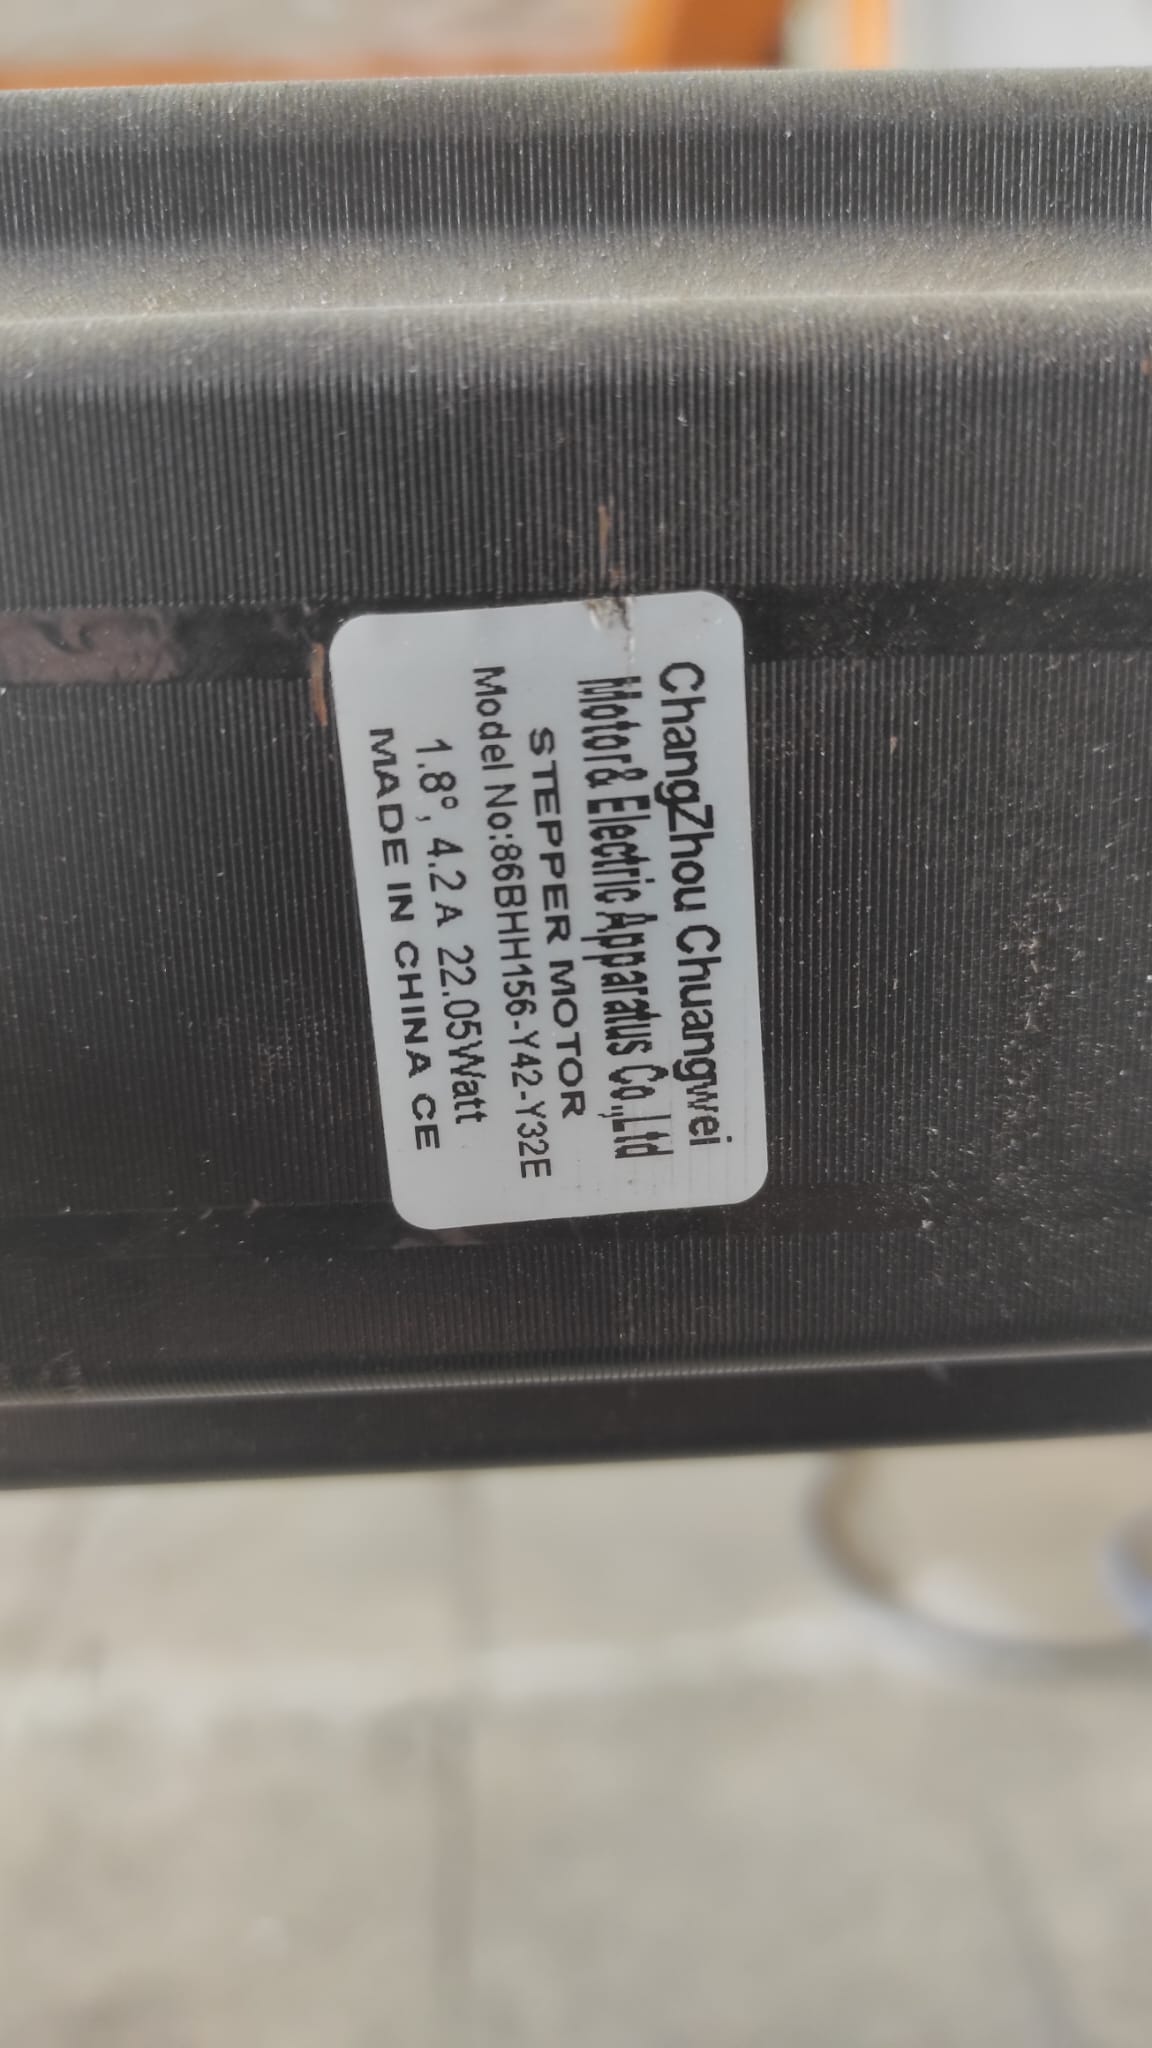 ChangZhou Chuangwei
Motor& Electric Apparatus Co.,Ltd
STEPPER MOTOR
Model No:86BHH156-Y42-Y32E
1.8°, 4.2 A 22.05Watt
MADE IN CHINA CE